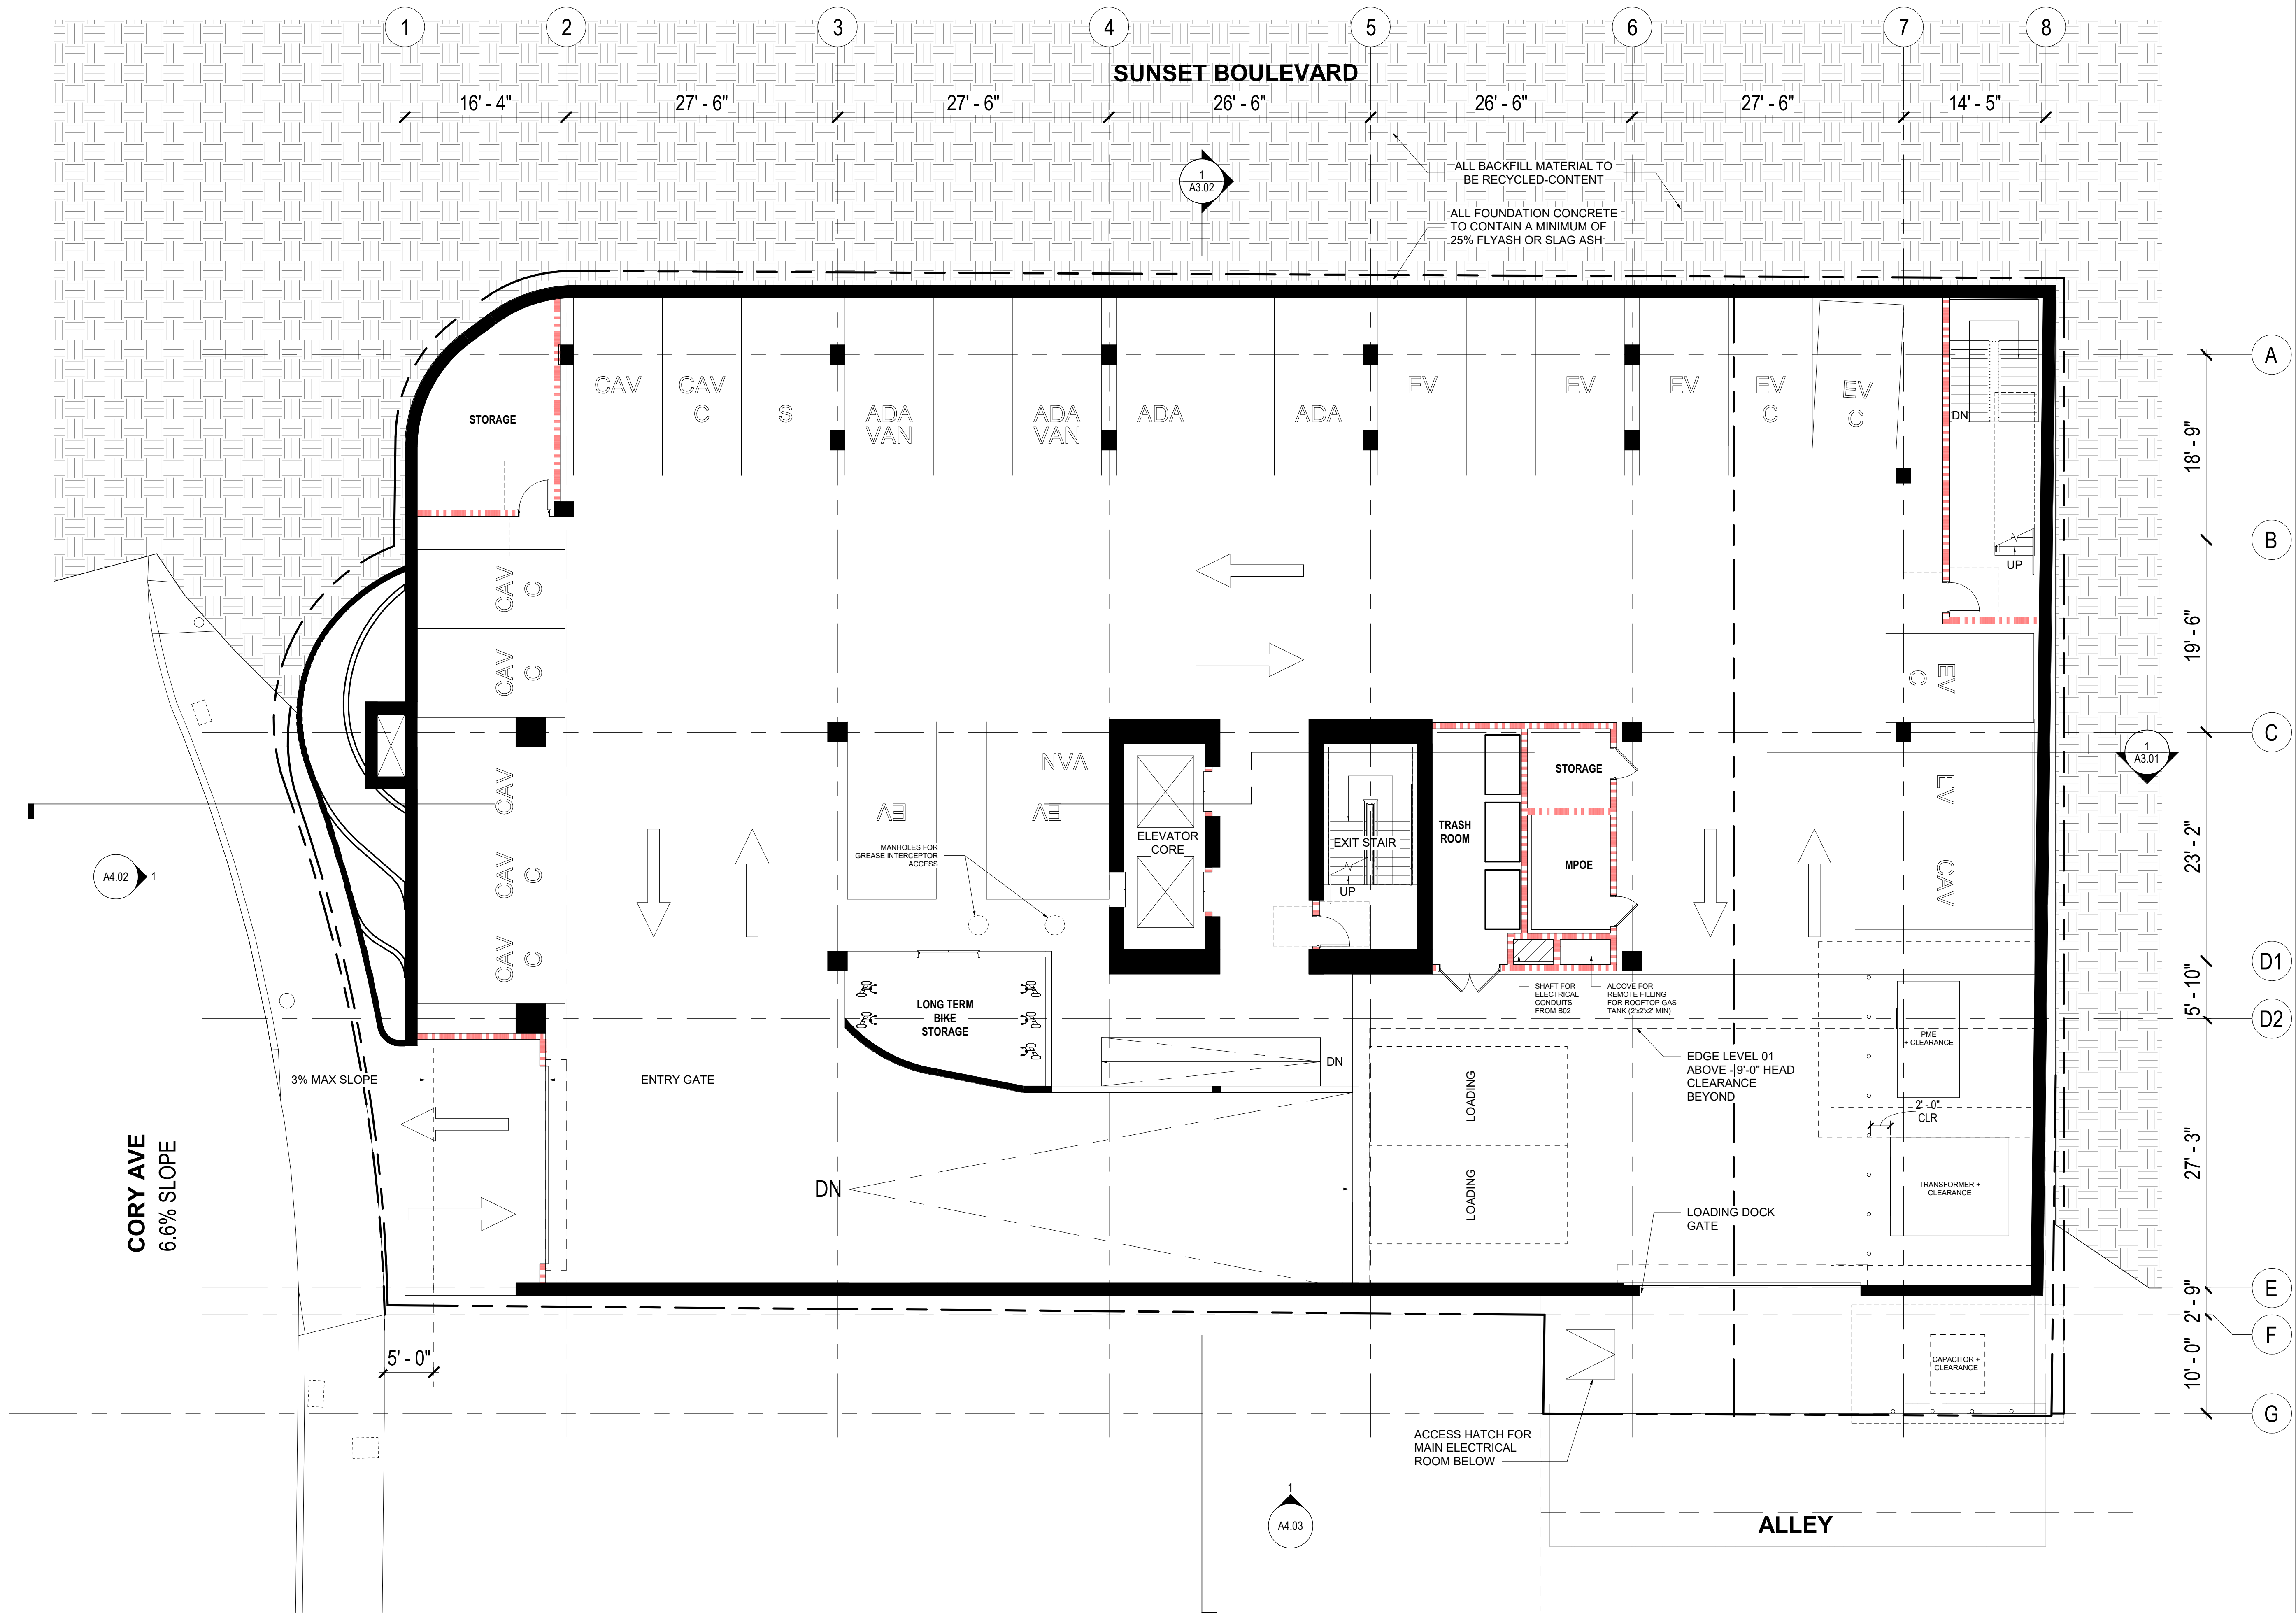 1
2
3
4
5
6
7
8
SUNSET BOULEVARD
16' - 4"
27' - 6"
27' - 6"
26' - 6"
26' - 6"
27' - 6"
14' - 5"
ALL BACKFILL MATERIAL TO
BE RECYCLED-CONTENT
1
A3.02
ALL FOUNDATION CONCRETE
TO CONTAIN A MINIMUM OF
25% FLYASH OR SLAG ASH
A
CAV
CAV
C
S
ADA
VAN
ADA
VAN
ADA
ADA
EV
EV
EV
EV
C
EV
C
STORAGE
DN
18' - 9"
B
UP
CAV
C
CAV
C
19' - 6"
EV
C
C
VAN
EV
EV
CAV
CAV
C
CAV
C
MANHOLES FOR
GREASE INTERCEPTOR
ACCESS
ELEVATOR
CORE
EXIT STAIR
UP
TRASH
ROOM
STORAGE
MPOE
EV
CAV
1
A3.01
23' - 2"
A4.02
1
D1
5' - 10"
D2
LONG TERM
BIKE
STORAGE
SHAFT FOR
ELECTRICAL
CONDUITS
FROM B02
ALCOVE FOR
REMOTE FILLING
FOR ROOFTOP GAS
TANK (2'x2'x2' MIN)
PME
+ CLEARANCE
EDGE LEVEL 01
ABOVE - 9'-0" HEAD
CLEARANCE
BEYOND
DN
3% MAX SLOPE
ENTRY GATE
LOADING
LOADING
2' - 0"
CLR
27' - 3"
CORY AVE
6.6% SLOPE
DN
TRANSFORMER +
CLEARANCE
LOADING DOCK
GATE
E
2' - 9"
F
5' - 0"
10' - 0"
CAPACITOR +
CLEARANCE
G
ACCESS HATCH FOR
MAIN ELECTRICAL
ROOM BELOW
1
A4.03
ALLEY